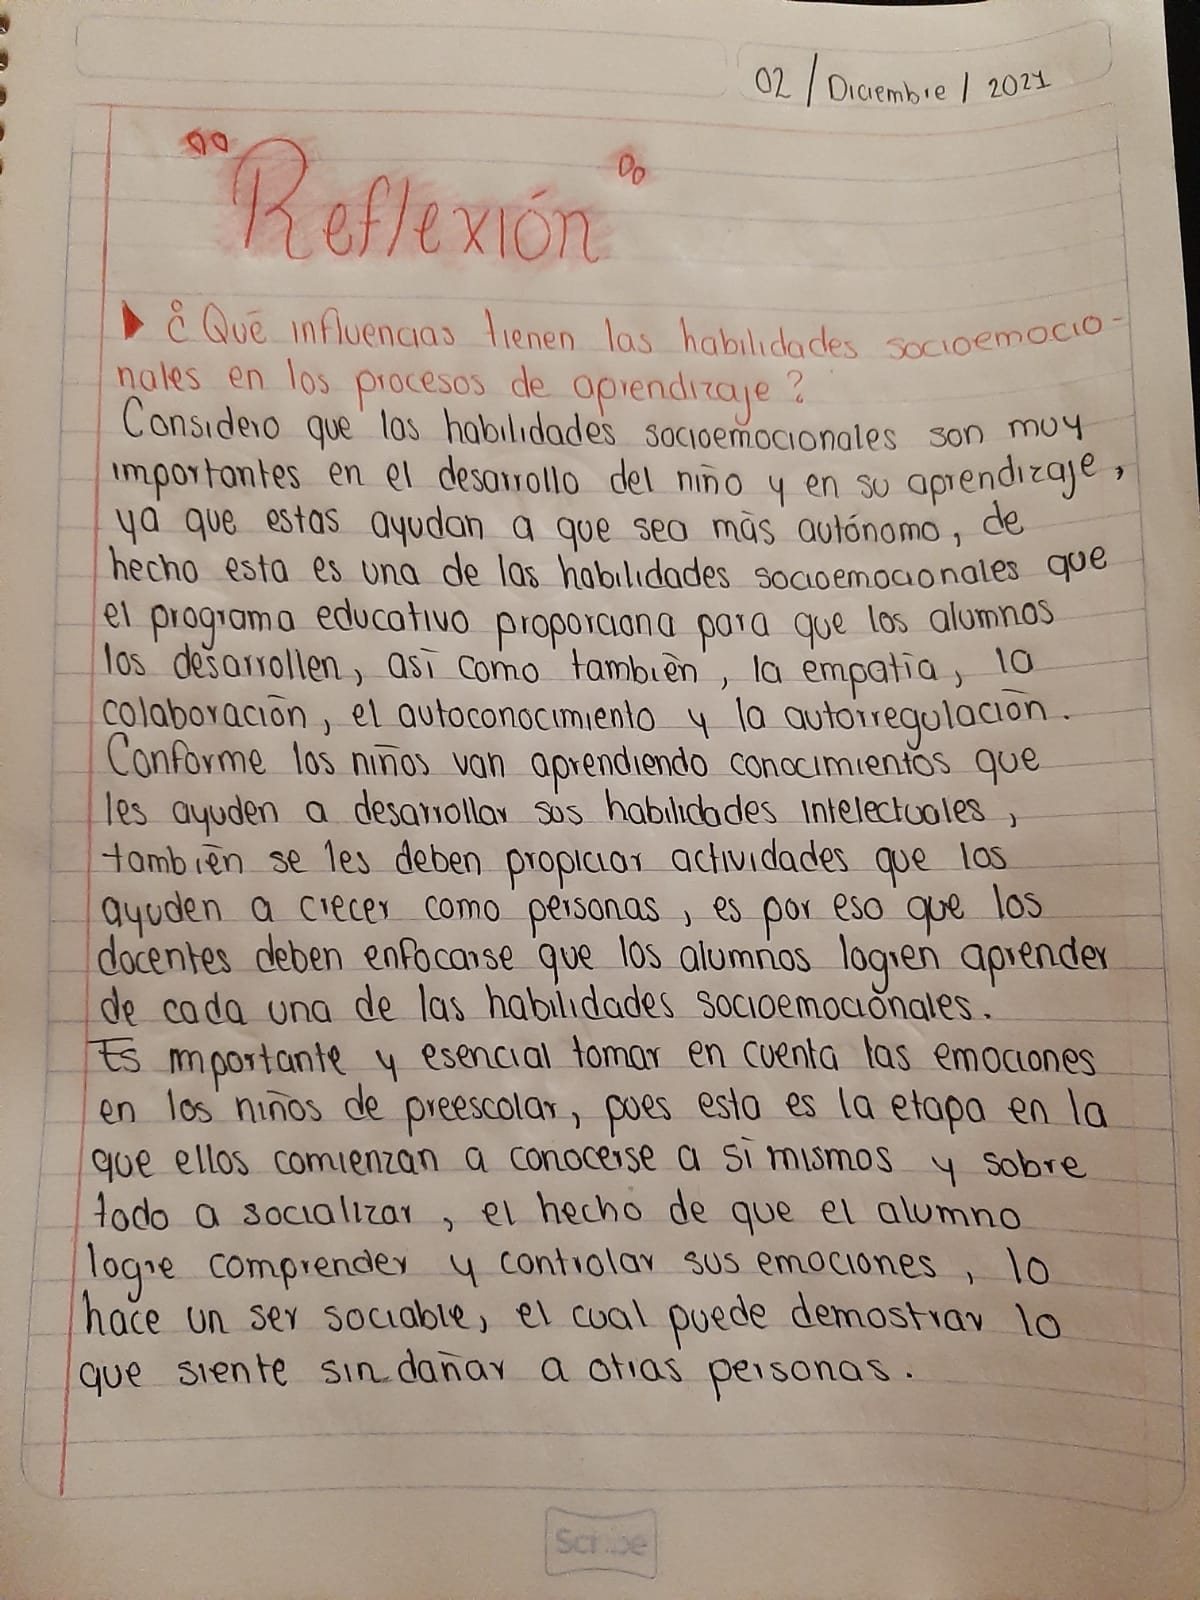 02 / Diciembre / 2021
"Reflexión"
¿Qué influencias tienen las habilidades socioemocio-
nales en los procesos de aprendizaje?
Considero que las habilidades socioemocionales son muy
importantes en el desarrollo del niño y en su aprendizaje,
ya que estas ayudan a que sea más autónomo, de
hecho esta es una de las habilidades socioemocionales que
el programa educativo proporciona para que los alumnos
los desarrollen, así como también, la empatía, la
colaboración, el autoconocimiento y la autorregulación.
Conforme los niños van aprendiendo conocimientos que
les ayuden a desarrollar sus habilidades intelectuales,
también se les deben propiciar actividades que los
ayuden a crecer como personas, es por eso que los
docentes deben enfocarse que los alumnos logren aprender
de cada una de las habilidades socioemocionales.
Es importante y esencial tomar en cuenta las emociones
en los niños de preescolar, pues esta es la etapa en la
que ellos comienzan a conocerse a sí mismos y sobre
todo a socializar, el hecho de que el alumno
logre comprender y controlar sus emociones, lo
hace un ser sociable, el cual puede demostrar lo
que siente sin dañar a otras personas.
Scribe